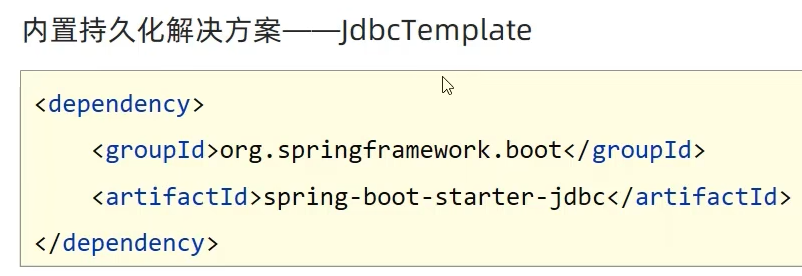 内置持久化解决方案——JdbcTemplate
<dependency>
    <groupId>org.springframework.boot</groupId>
    <artifactId>spring-boot-starter-jdbc</artifactId>
</dependency>